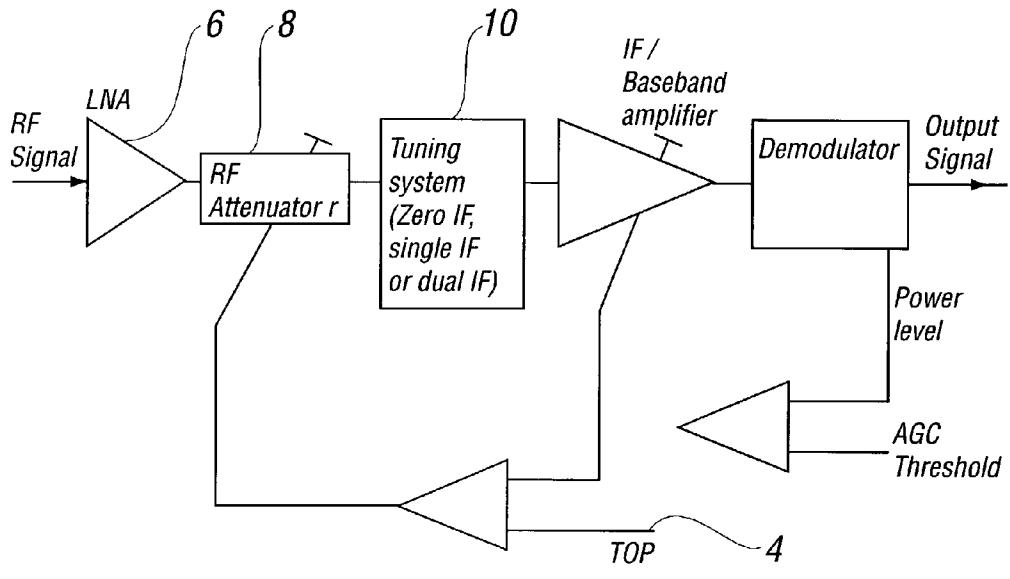 6
8
10
LNA
RF
Signal
RF
Attenuator r
Tuning
system
(Zero IF,
single IF
or dual IF)
IF /
Baseband
amplifier
Demodulator
Output
Signal
Power
level
AGC
Threshold
TOP
4